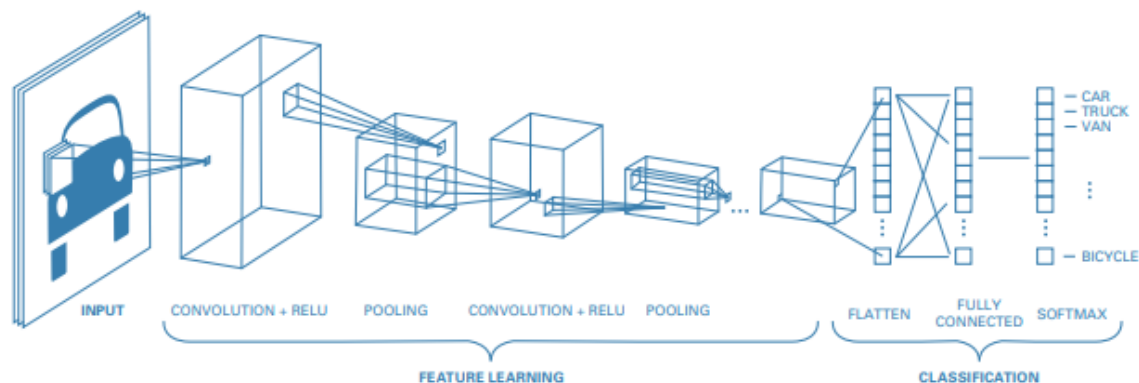 CAR
TRUCK
VAN
BICYCLE
INPUT
CONVOLUTION + RELU
POOLING
CONVOLUTION + RELU
POOLING
FLATTEN
FULLY
CONNECTED
SOFTMAX
FEATURE LEARNING
CLASSIFICATION